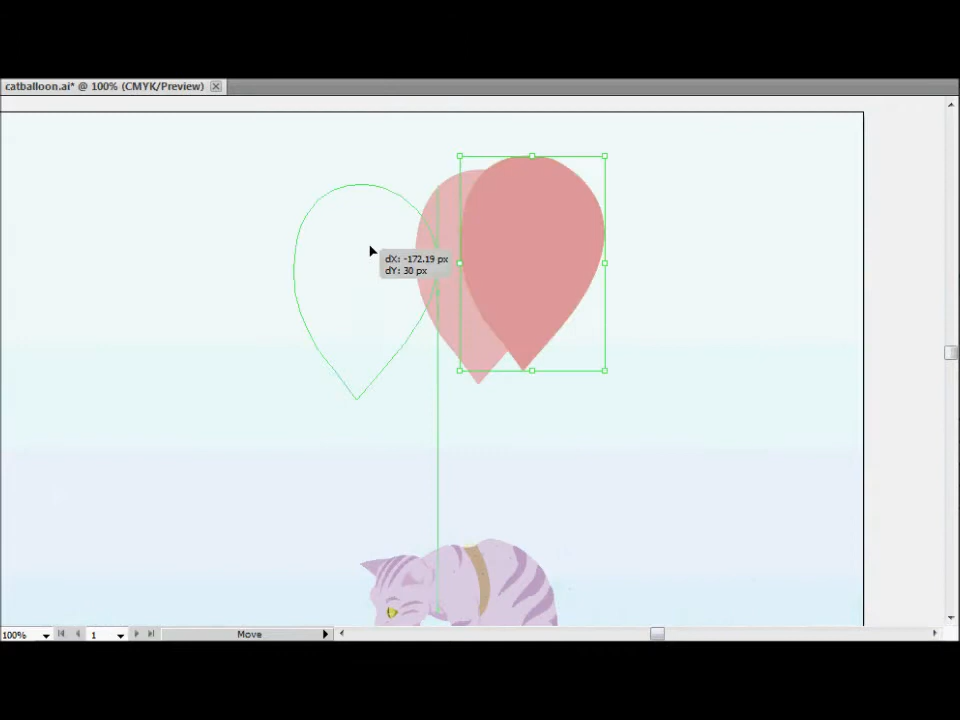 catballoon.ai* @ 100% (CMYK/Preview)
dX: -172.19 px
dY: 30 px
100%
1
Move